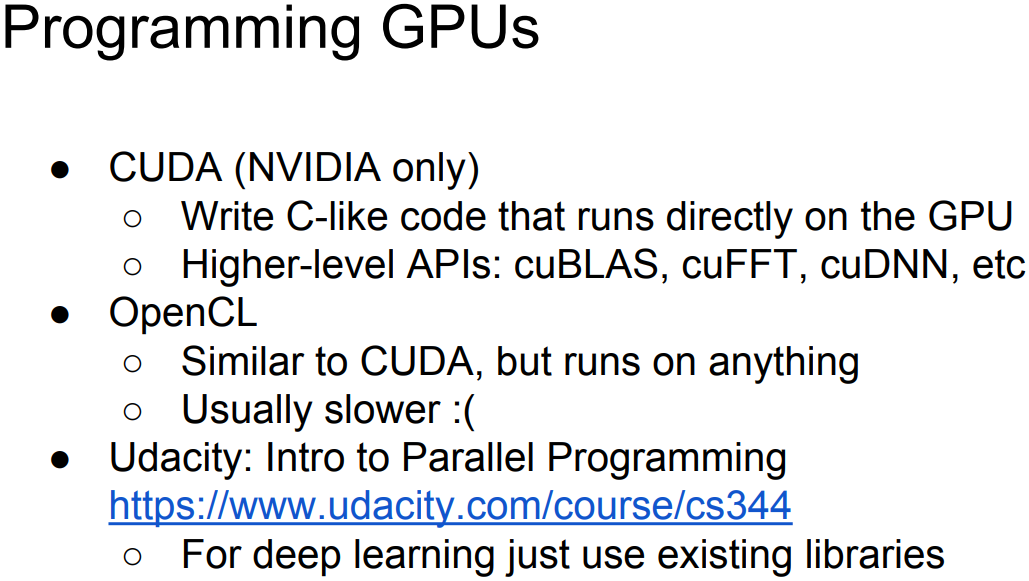 Programming GPUs
● CUDA (NVIDIA only)
○ Write C-like code that runs directly on the GPU
○ Higher-level APIs: cuBLAS, cuFFT, cuDNN, etc
● OpenCL
○ Similar to CUDA, but runs on anything
○ Usually slower :(
● Udacity: Intro to Parallel Programming
https://www.udacity.com/course/cs344
○ For deep learning just use existing libraries